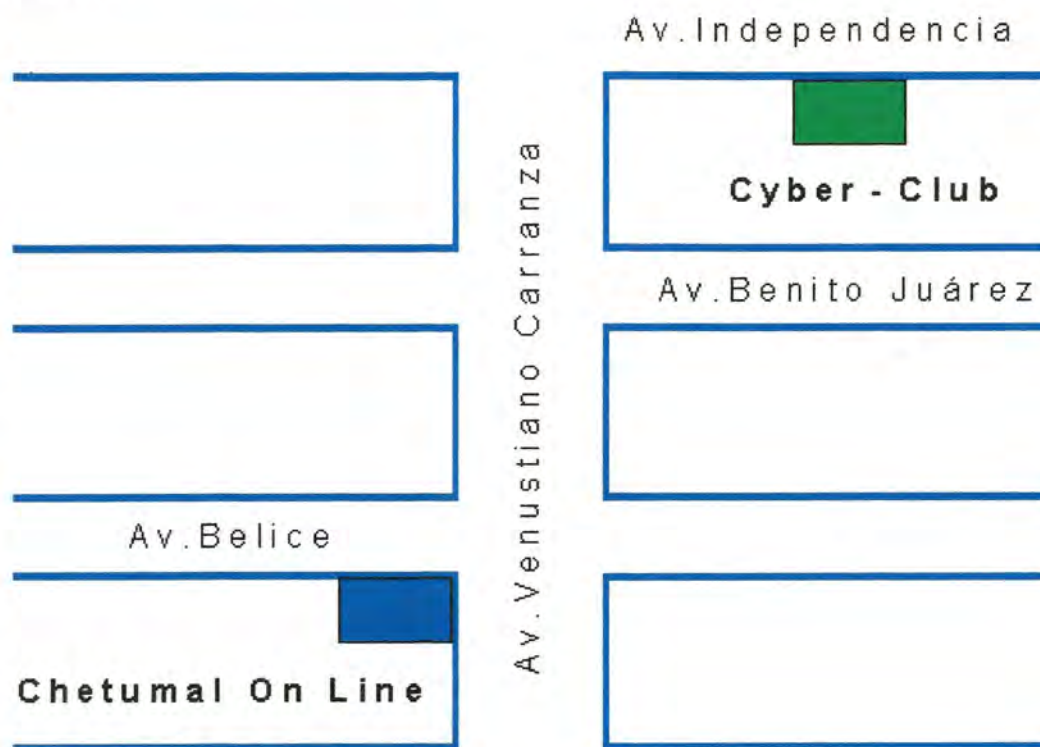 Av.Independencia
Cyber - Club
Av.Venustiano Carranza
Av.Benito Juárez
Av.Belice
Chetumal On Line